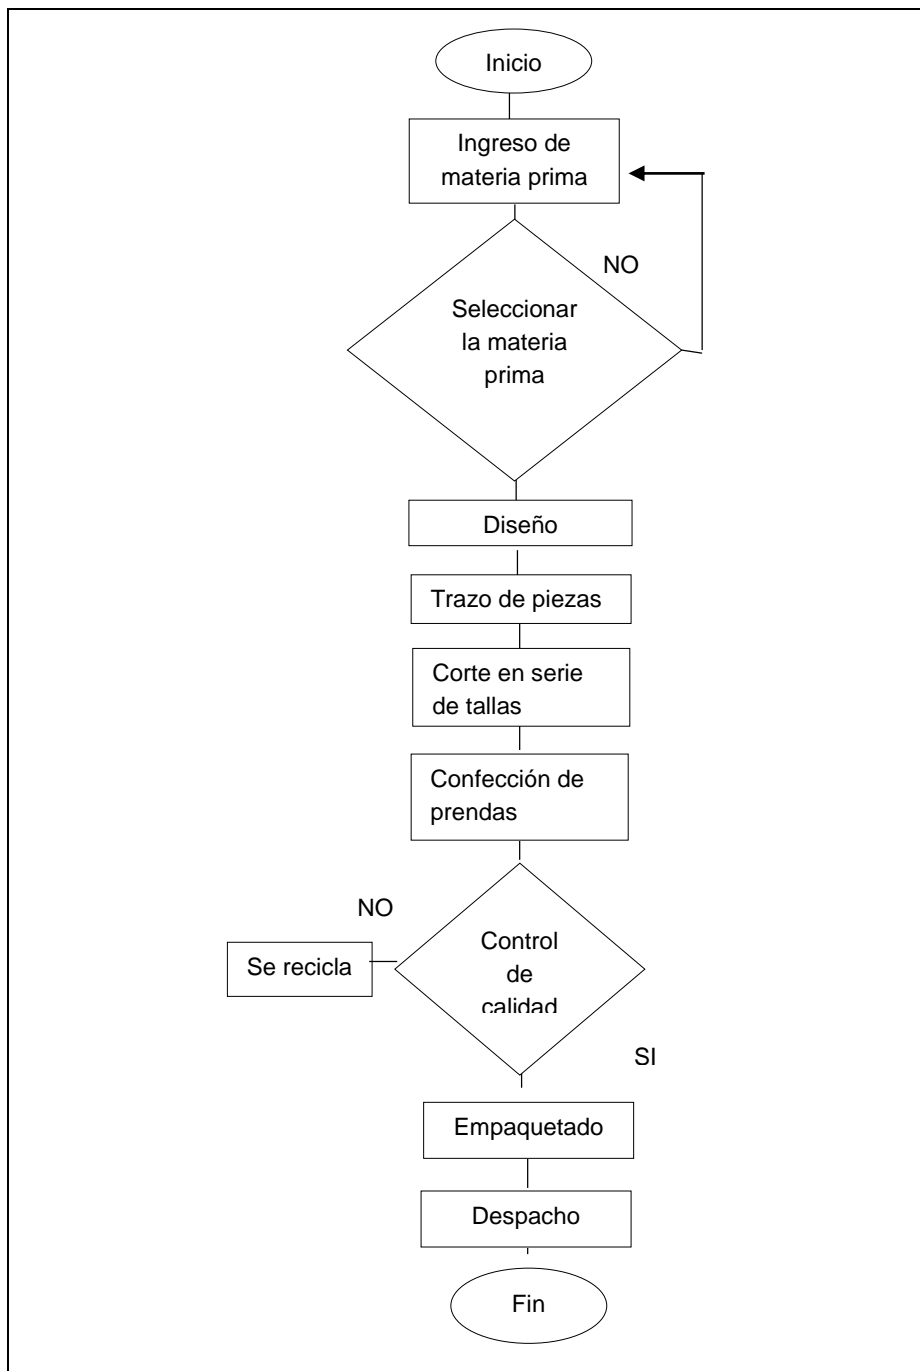 Inicio
Ingreso de
materia prima
NO
Seleccionar
la materia
prima
Diseño
Trazo de piezas
Corte en serie
de tallas
Confección de
prendas
NO
Control
de
calidad
Se recicla
SI
Empaquetado
Despacho
Fin